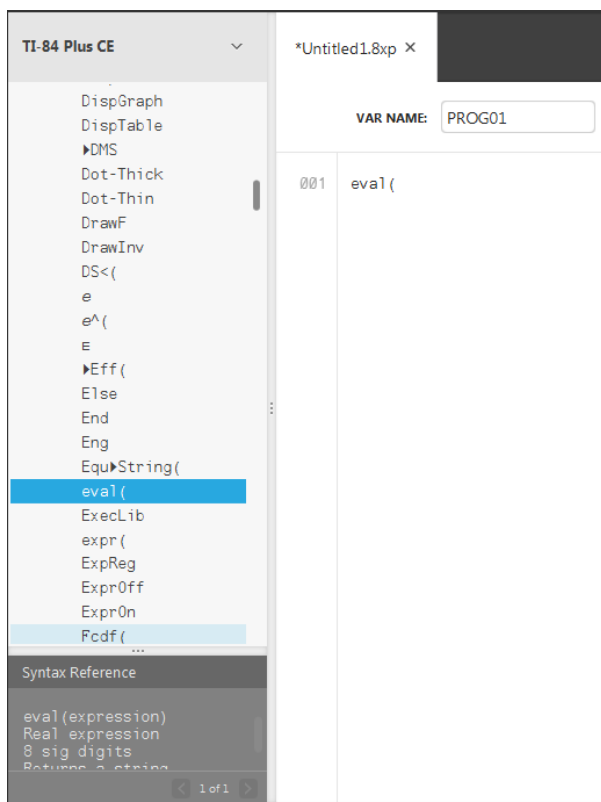 TI-84 Plus CE
*Untitled1.8xp ×
VAR NAME: PROG01
DispGraph
DispTable
►DMS
Dot-Thick
Dot-Thin
DrawF
DrawInv
DS<(
e
e^(
ᴇ
►Eff(
Else
End
Eng
Equ►String(
eval(
ExecLib
expr(
ExpReg
ExprOff
ExprOn
Fcdf(
001 eval(
Syntax Reference
eval(expression)
Real expression
8 sig digits
Returns a string
< 1 of 1 >